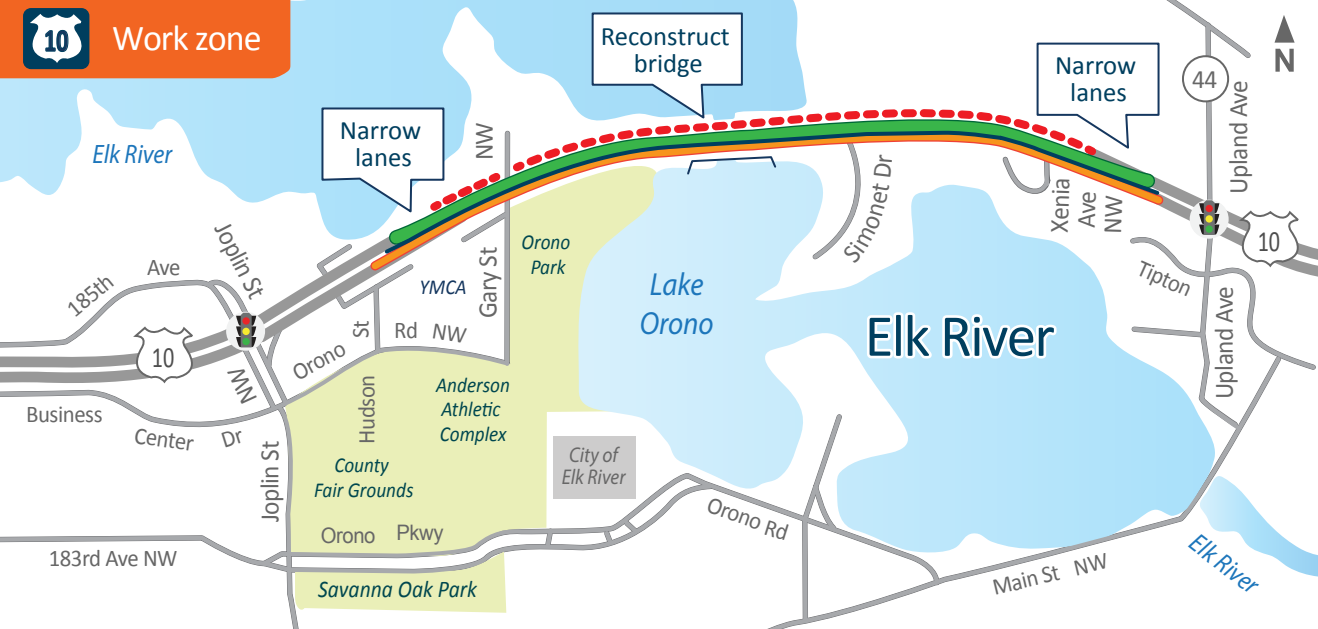 10 Work zone
Reconstruct
bridge
Narrow
lanes
Narrow
lanes
N
44
Upland Ave
Elk River
NW
Simonet Dr
Xenia
Ave
NW
10
Joplin St
NW
185th Ave
10
Orono
Park
YMCA
Gary St
Lake
Orono
Elk River
Tipton
Upland Ave
Orono Rd NW
Hudson St
Anderson
Athletic
Complex
Business Center Dr
Joplin St
County
Fair Grounds
City of
Elk River
Orono Pkwy
Orono Rd
183rd Ave NW
Savanna Oak Park
Main St NW
Elk River